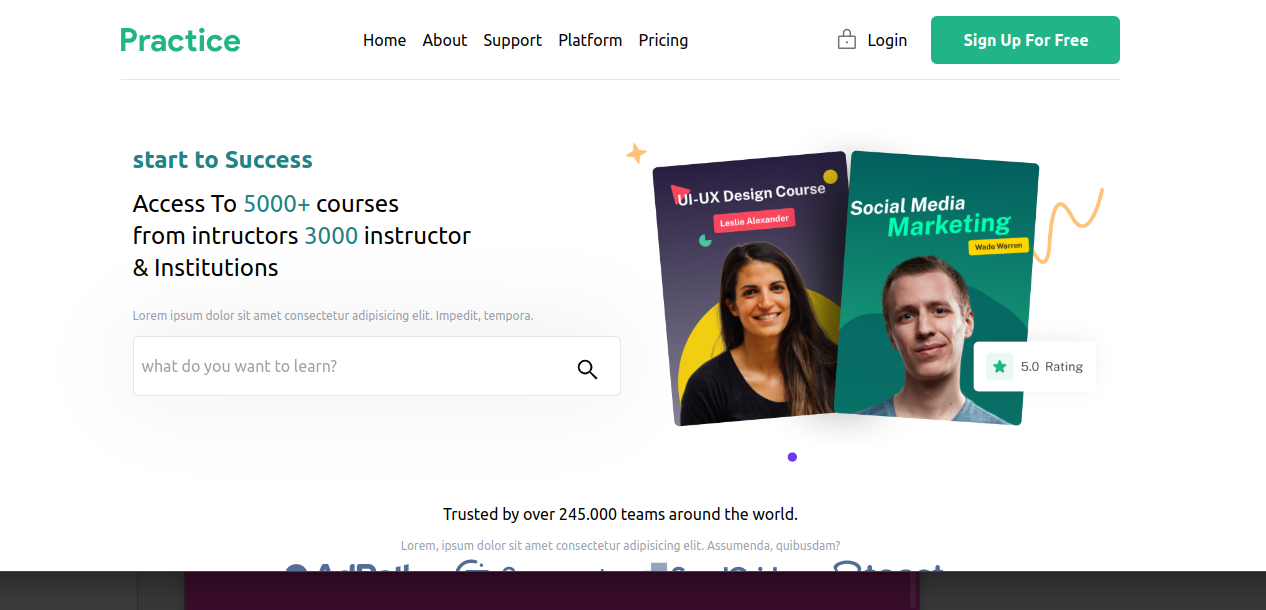 Practice
Home About Support Platform Pricing
Login
Sign Up For Free
start to Success
Access To 5000+ courses
from intructors 3000 instructor
& Institutions
Lorem ipsum dolor sit amet consectetur adipisicing elit. Impedit, tempora.
what do you want to learn?
UI-UX Design Course
Leslie Alexander
Social Media
Marketing
Wade Warren
5.0 Rating
Trusted by over 245.000 teams around the world.
Lorem, ipsum dolor sit amet consectetur adipisicing elit. Assumenda, quibusdam?